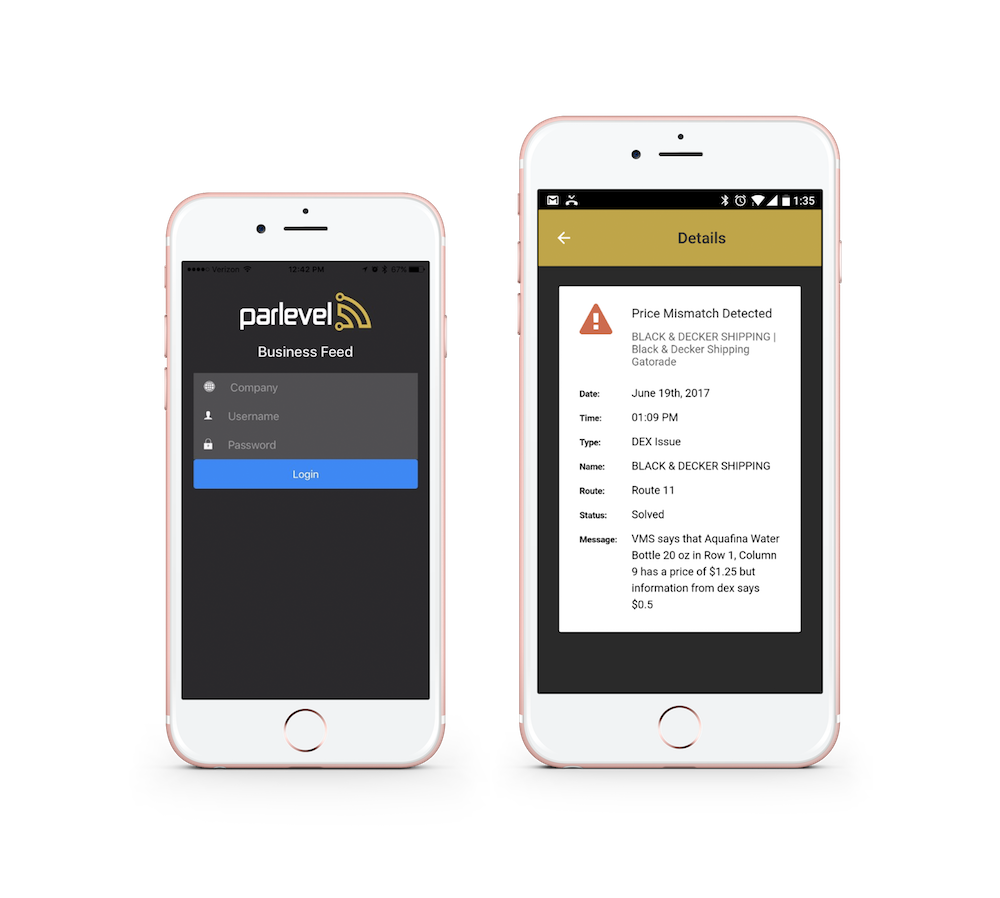 Verizon 12:42 PM 67%
parlevel
Business Feed
Company
Username
Password
Login
1:35
Details
Price Mismatch Detected
BLACK & DECKER SHIPPING |
Black & Decker Shipping
Gatorade
Date: June 19th, 2017
Time: 01:09 PM
Type: DEX Issue
Name: BLACK & DECKER SHIPPING
Route: Route 11
Status: Solved
Message: VMS says that Aquafina Water
Bottle 20 oz in Row 1, Column
9 has a price of $1.25 but
information from dex says
$0.5